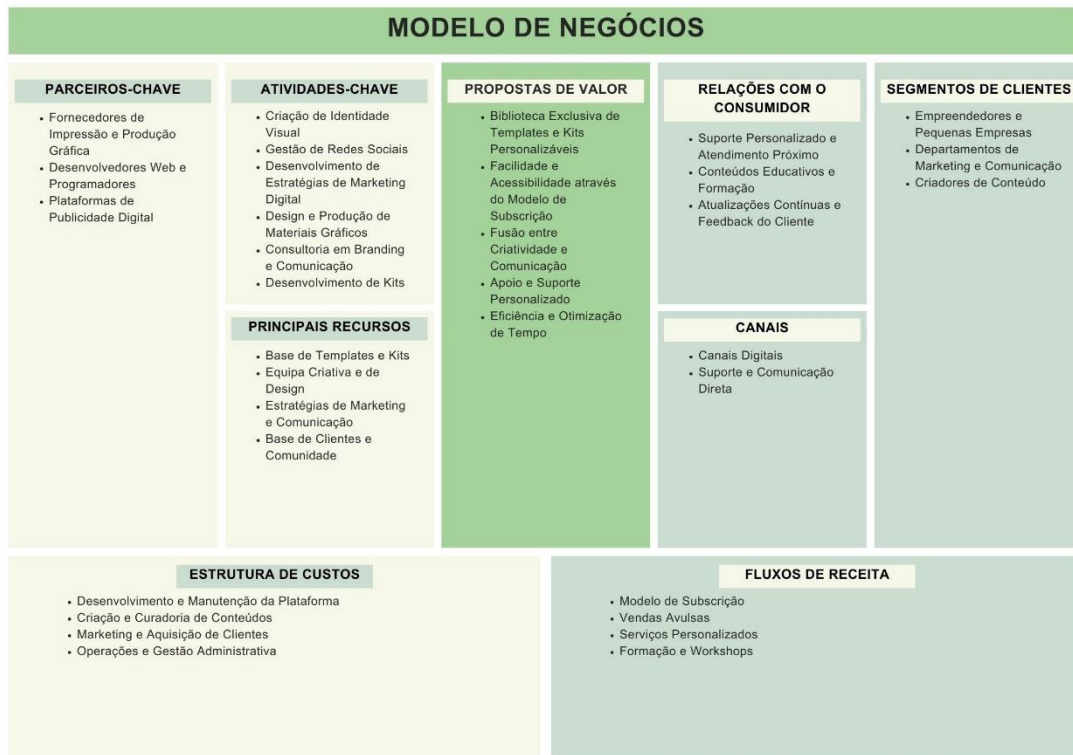 MODELO DE NEGÓCIOS
PARCEIROS-CHAVE
• Fornecedores de
Impressão e Produção
Gráfica
• Desenvolvedores Web e
Programadores
• Plataformas de
Publicidade Digital
ATIVIDADES-CHAVE
• Criação de Identidade
Visual
• Gestão de Redes Sociais
• Desenvolvimento de
Estratégias de Marketing
Digital
• Design e Produção de
Materiais Gráficos
• Consultoria em Branding
e Comunicação
• Desenvolvimento de Kits
PRINCIPAIS RECURSOS
• Base de Templates e Kits
• Equipa Criativa e de
Design
• Estratégias de Marketing
e Comunicação
• Base de Clientes e
Comunidade
PROPOSTAS DE VALOR
• Biblioteca Exclusiva de
Templates e Kits
Personalizáveis
• Facilidade e
Acessibilidade através
do Modelo de
Subscrição
• Fusão entre
Criatividade e
Comunicação
• Apoio e Suporte
Personalizado
• Eficiência e Otimização
de Tempo
RELAÇÕES COM O
CONSUMIDOR
• Suporte Personalizado e
Atendimento Próximo
• Conteúdos Educativos e
Formação
• Atualizações Contínuas e
Feedback do Cliente
CANAIS
• Canais Digitais
• Suporte e Comunicação
Direta
SEGMENTOS DE CLIENTES
• Empreendedores e
Pequenas Empresas
• Departamentos de
Marketing e Comunicação
• Criadores de Conteúdo
ESTRUTURA DE CUSTOS
• Desenvolvimento e Manutenção da Plataforma
• Criação e Curadoria de Conteúdos
• Marketing e Aquisição de Clientes
• Operações e Gestão Administrativa
FLUXOS DE RECEITA
• Modelo de Subscrição
• Vendas Avulsas
• Serviços Personalizados
• Formação e Workshops